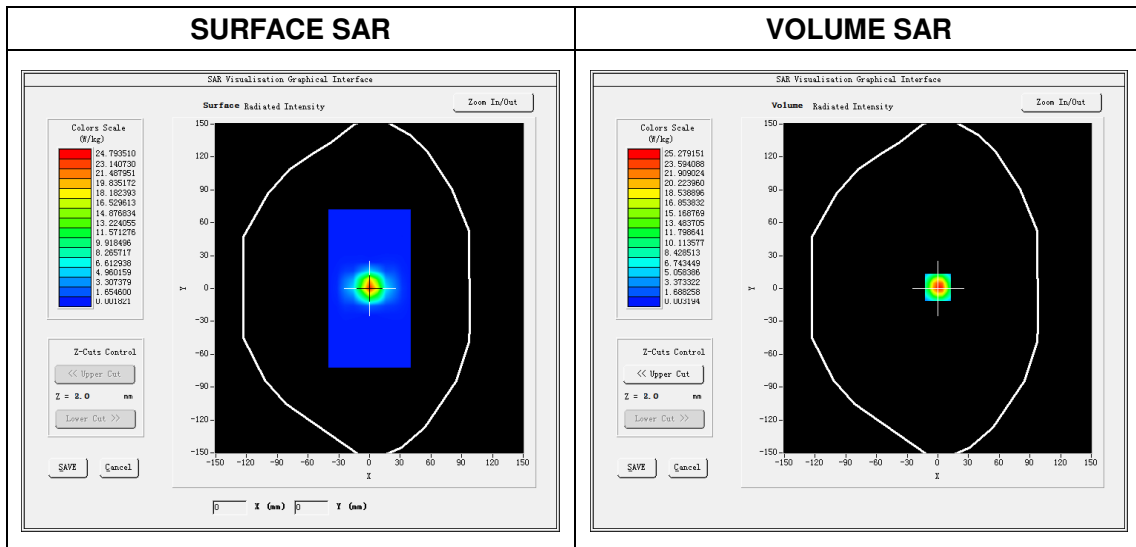 SURFACE SAR
VOLUME SAR
SAR Visualisation Graphical Interface
Surface Radiated Intensity
Zoom In/Out
Colors Scale
(W/kg)
24.793510
23.140730
21.487951
19.835172
18.182393
16.529613
14.876834
13.224055
11.571276
9.918496
8.265717
6.612938
4.960159
3.307379
1.654600
0.001821
150
120
90
60
30
0
-30
-60
-90
-120
-150
Y
-150 -120 -90 -60 -30 0 30 60 90 120 150
X
Z-Cuts Control
<< Upper Cut
Z = 2.0 mm
Lower Cut >>
SAVE Cancel
0 X (mm) 0 Y (mm)
SAR Visualisation Graphical Interface
Volume Radiated Intensity
Zoom In/Out
Colors Scale
(W/kg)
25.279151
23.594088
21.909024
20.223960
18.538896
16.853832
15.168769
13.483705
11.798641
10.113577
8.428513
6.743449
5.058386
3.373322
1.688258
0.003194
150
120
90
60
30
0
-30
-60
-90
-120
-150
Y
-150 -120 -90 -60 -30 0 30 60 90 120 150
X
Z-Cuts Control
<< Upper Cut
Z = 2.0 mm
Lower Cut >>
SAVE Cancel